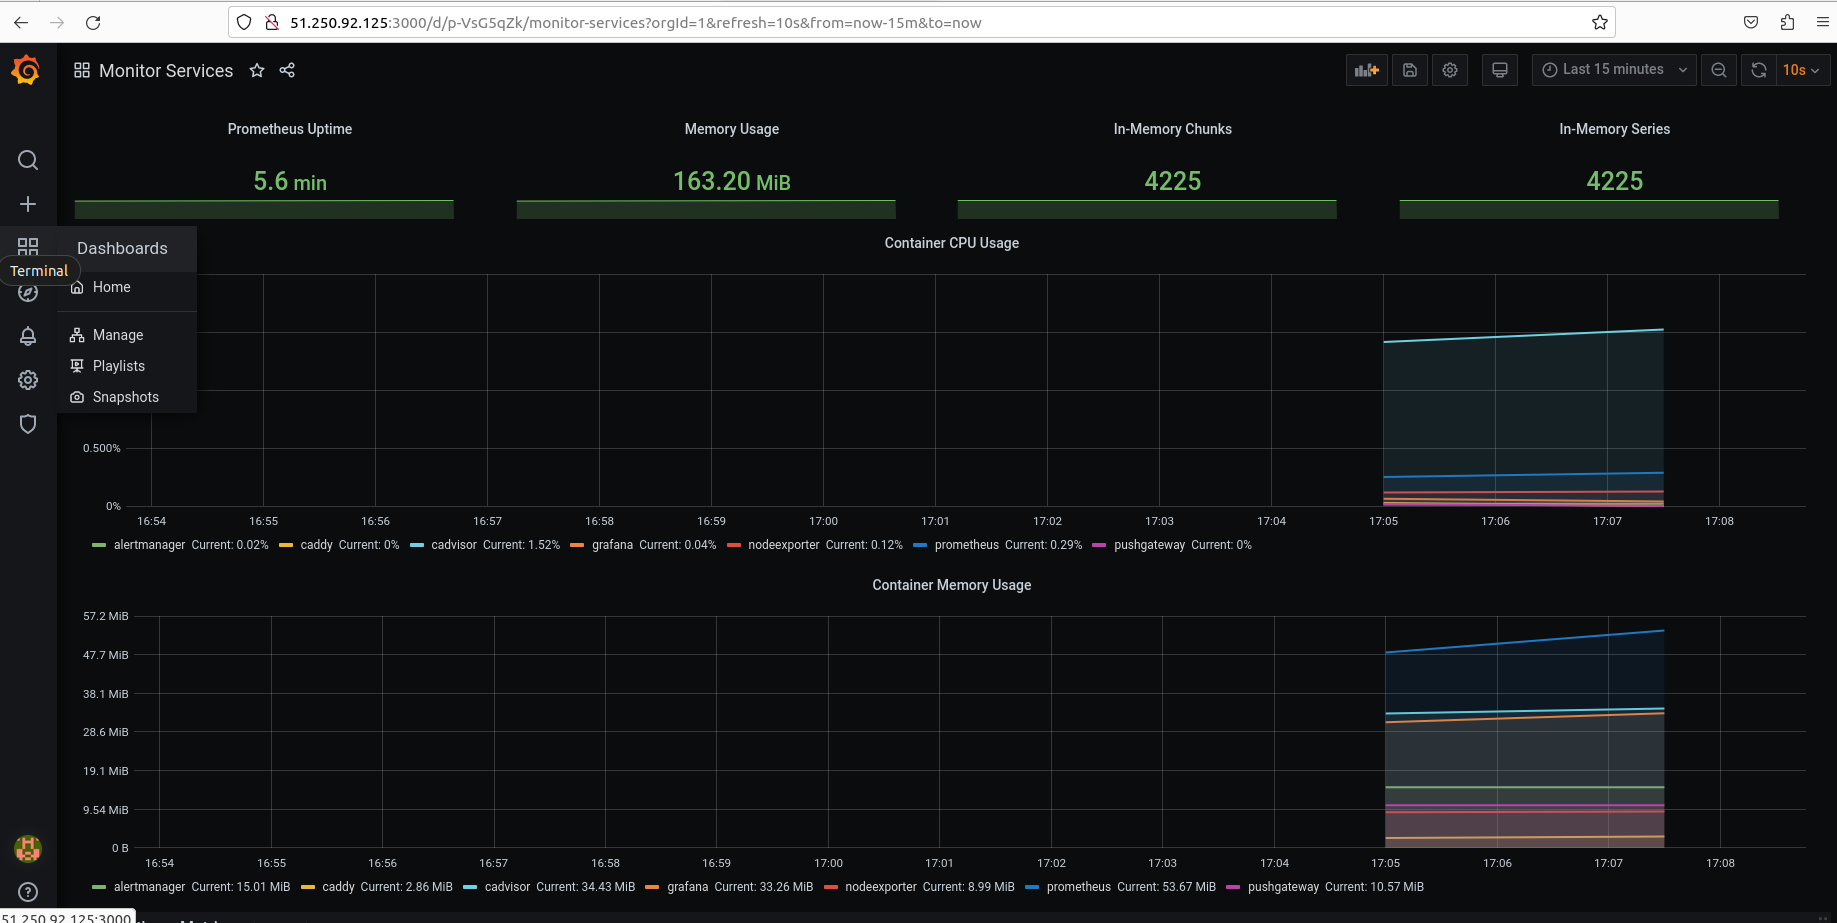 51.250.92.125:3000/d/p-VsG5qZk/monitor-services?orgId=1&refresh=10s&from=now-15m&to=now
Monitor Services
Last 15 minutes
10s
Prometheus Uptime
Memory Usage
In-Memory Chunks
In-Memory Series
5.6 min
163.20 MiB
4225
4225
Dashboards
Terminal
Home
Manage
Playlists
Snapshots
Container CPU Usage
0.500%
0%
16:54 16:55 16:56 16:57 16:58 16:59 17:00 17:01 17:02 17:03 17:04 17:05 17:06 17:07 17:08
alertmanager Current: 0.02% caddy Current: 0% cadvisor Current: 1.52% grafana Current: 0.04% nodeexporter Current: 0.12% prometheus Current: 0.29% pushgateway Current: 0%
Container Memory Usage
57.2 MiB
47.7 MiB
38.1 MiB
28.6 MiB
19.1 MiB
9.54 MiB
0 B
16:54 16:55 16:56 16:57 16:58 16:59 17:00 17:01 17:02 17:03 17:04 17:05 17:06 17:07 17:08
alertmanager Current: 15.01 MiB caddy Current: 2.86 MiB cadvisor Current: 34.43 MiB grafana Current: 33.26 MiB nodeexporter Current: 8.99 MiB prometheus Current: 53.67 MiB pushgateway Current: 10.57 MiB
51.250.92.125:3000